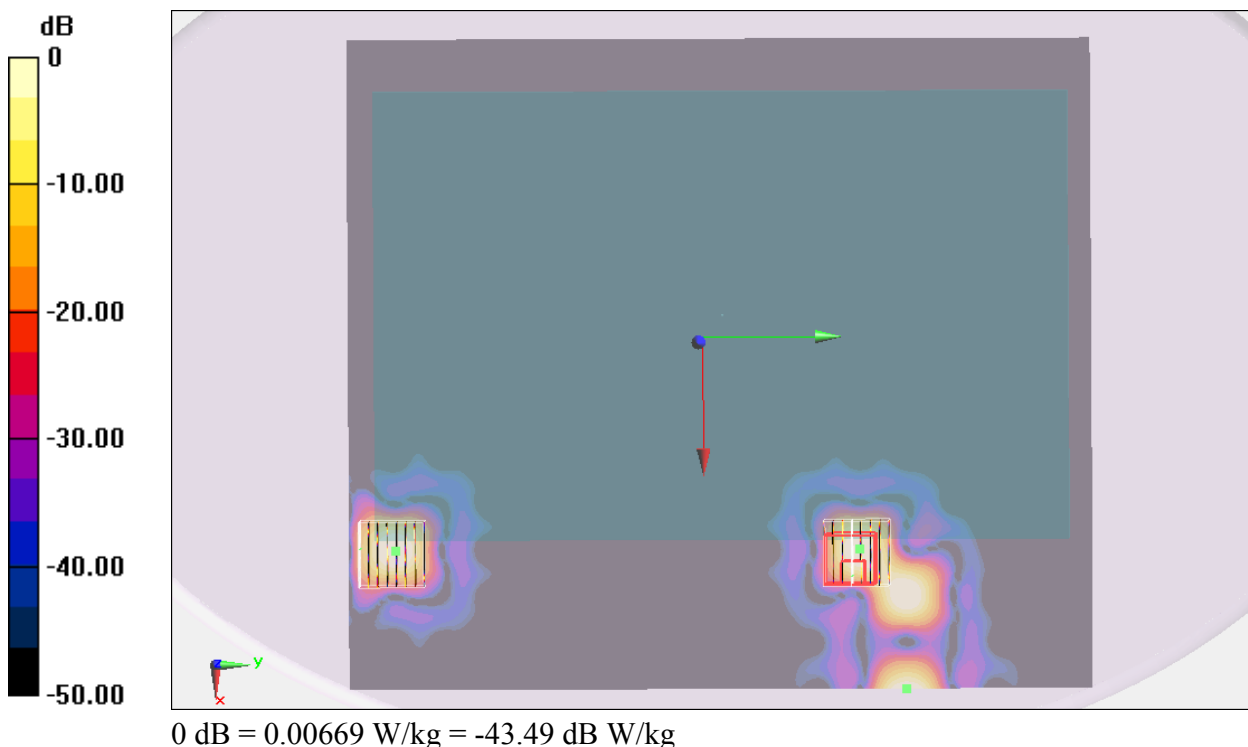 dB
0
-10.00
-20.00
-30.00
-40.00
-50.00
z
y
x
0 dB = 0.00669 W/kg = -43.49 dB W/kg